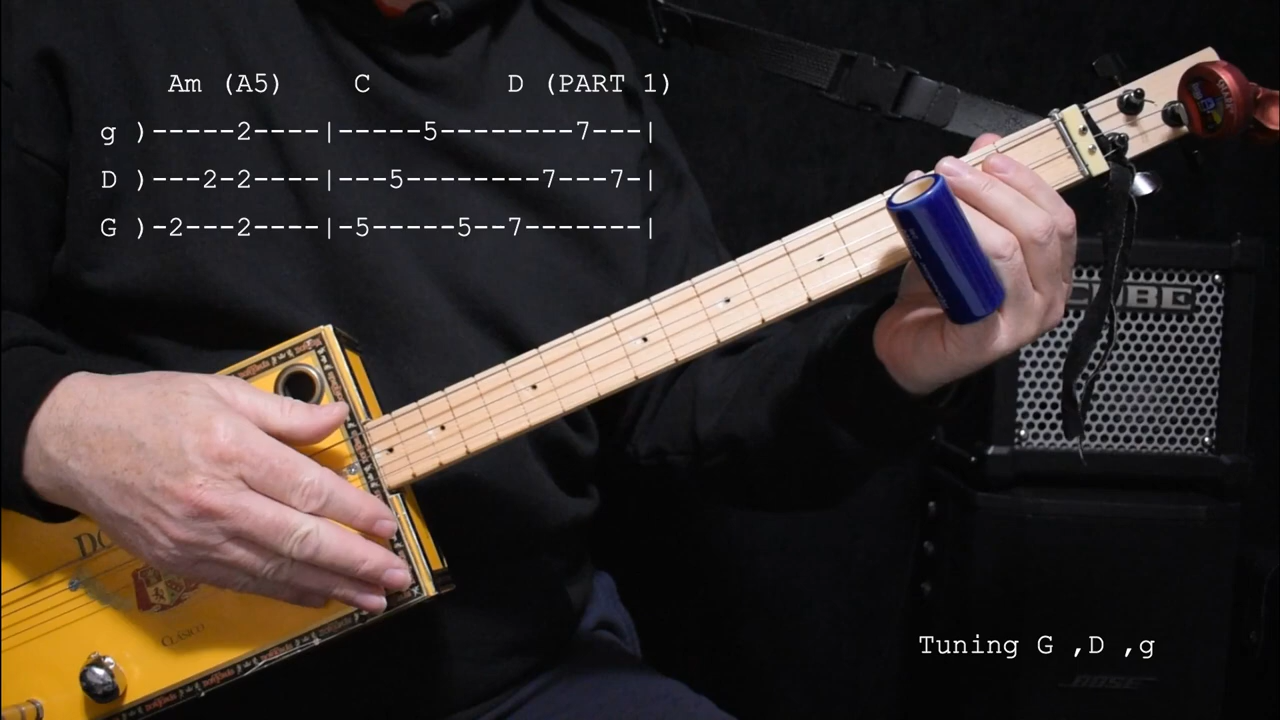 Am (A5)    C        D (PART 1)
g )-----2----|-----5--------7---|
D )---2-2----|---5--------7---7-|
G )-2---2----|-5-----5--7-------|
CUBE
CLÁSICO
Tuning G ,D ,g
BOSE